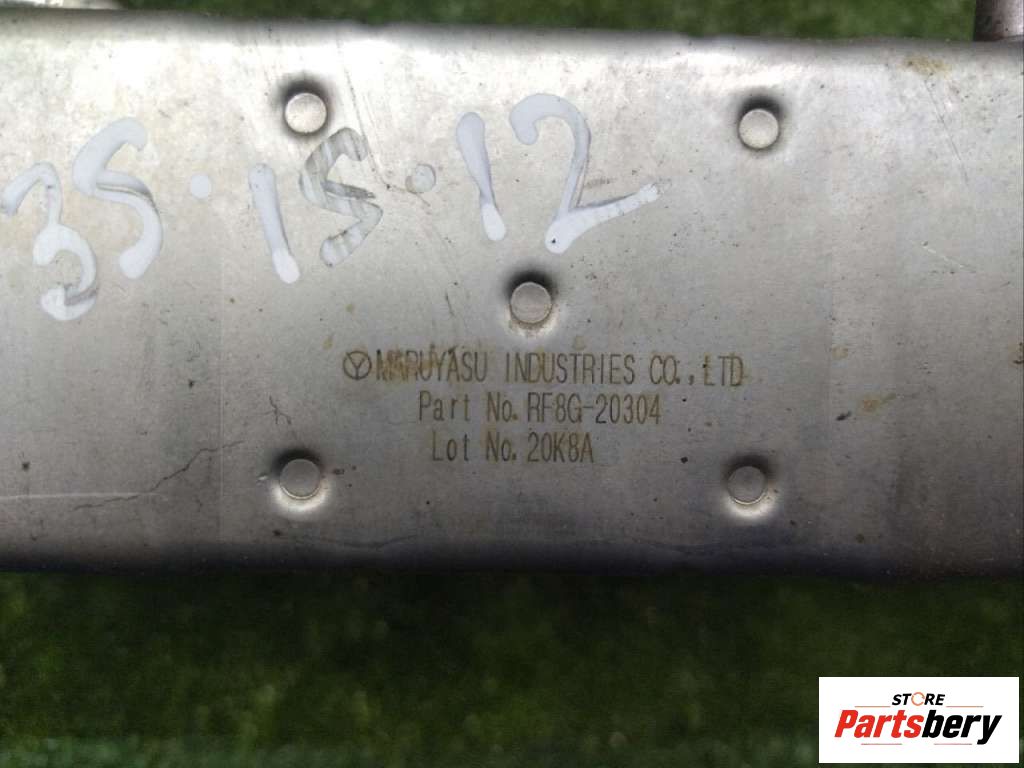 35.15.12
MARUYASU INDUSTRIES CO.,LTD
Part No. RF8G-20304
Lot No. 20K8A
STORE
Partsbery